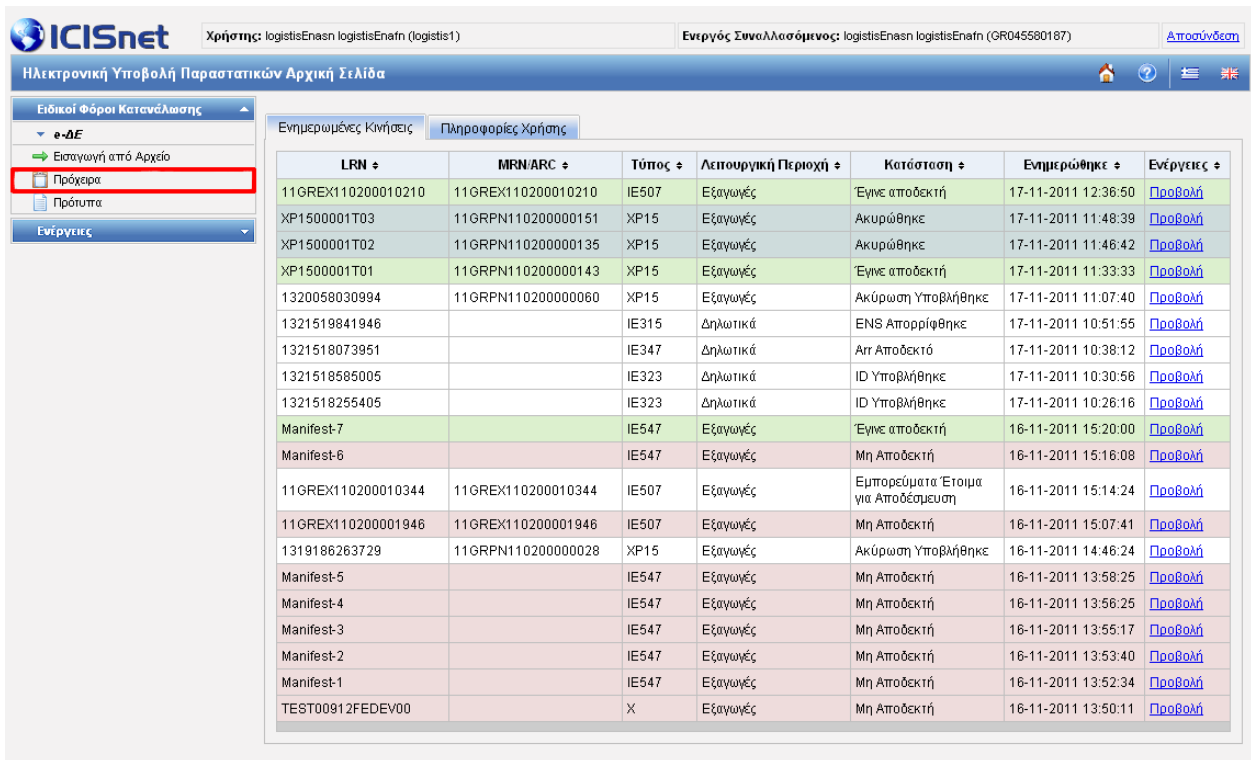 ICISnet
Χρήστης: logistisEnasn logistisEnafn (logistis1)
Ενεργός Συναλλασόμενος: logistisEnasn logistisEnafn (GR045580187)
Αποσύνδεση
Ηλεκτρονική Υποβολή Παραστατικών Αρχική Σελίδα
Ειδικοί Φόροι Κατανάλωσης
e-ΔΕ
Εισαγωγή από Αρχείο
Πρόχειρα
Πρότυπα
Ενέργειες
Ενημερωμένες Κινήσεις Πληροφορίες Χρήσης
LRN MRN/ARC Τύπος Λειτουργική Περιοχή Κατάσταση Ενημερώθηκε Ενέργειες
11GREX110200010210 11GREX110200010210 IE507 Εξαγωγές Έγινε αποδεκτή 17-11-2011 12:36:50 Προβολή
XP1500001T03 11GRPN110200000151 XP15 Εξαγωγές Ακυρώθηκε 17-11-2011 11:48:39 Προβολή
XP1500001T02 11GRPN110200000135 XP15 Εξαγωγές Ακυρώθηκε 17-11-2011 11:46:42 Προβολή
XP1500001T01 11GRPN110200000143 XP15 Εξαγωγές Έγινε αποδεκτή 17-11-2011 11:33:33 Προβολή
1320058030994 11GRPN110200000060 XP15 Εξαγωγές Ακύρωση Υποβλήθηκε 17-11-2011 11:07:40 Προβολή
1321519841946 IE315 Δηλωτικά ENS Απορρίφθηκε 17-11-2011 10:51:55 Προβολή
1321518073951 IE347 Δηλωτικά Arr Αποδεκτό 17-11-2011 10:38:12 Προβολή
1321518585005 IE323 Δηλωτικά ID Υποβλήθηκε 17-11-2011 10:30:56 Προβολή
1321518255405 IE323 Δηλωτικά ID Υποβλήθηκε 17-11-2011 10:26:16 Προβολή
Manifest-7 IE547 Εξαγωγές Έγινε αποδεκτή 16-11-2011 15:20:00 Προβολή
Manifest-6 IE547 Εξαγωγές Μη Αποδεκτή 16-11-2011 15:16:08 Προβολή
11GREX110200010344 11GREX110200010344 IE507 Εξαγωγές Εμπορεύματα Έτοιμα
για Αποδέσμευση 16-11-2011 15:14:24 Προβολή
11GREX110200001946 11GREX110200001946 IE507 Εξαγωγές Μη Αποδεκτή 16-11-2011 15:07:41 Προβολή
1319186263729 11GRPN110200000028 XP15 Εξαγωγές Ακύρωση Υποβλήθηκε 16-11-2011 14:46:24 Προβολή
Manifest-5 IE547 Εξαγωγές Μη Αποδεκτή 16-11-2011 13:58:25 Προβολή
Manifest-4 IE547 Εξαγωγές Μη Αποδεκτή 16-11-2011 13:56:25 Προβολή
Manifest-3 IE547 Εξαγωγές Μη Αποδεκτή 16-11-2011 13:55:17 Προβολή
Manifest-2 IE547 Εξαγωγές Μη Αποδεκτή 16-11-2011 13:53:40 Προβολή
Manifest-1 IE547 Εξαγωγές Μη Αποδεκτή 16-11-2011 13:52:34 Προβολή
TEST00912FEDEV00 X Εξαγωγές Μη Αποδεκτή 16-11-2011 13:50:11 Προβολή